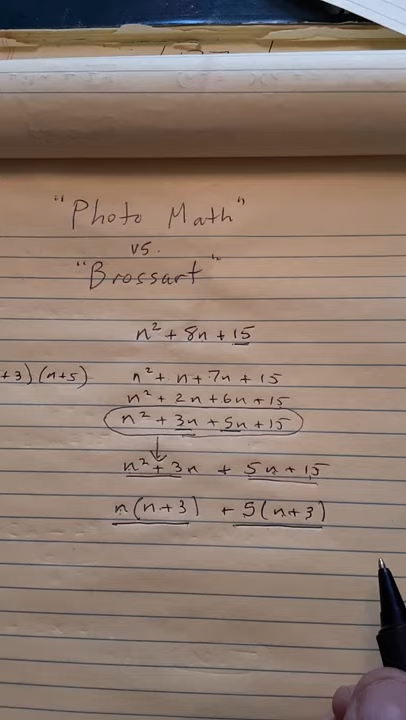 "Photo Math"
vs.
"Brossart"
n² + 8n + 15
+3)(n+5)
n² + n + 7n + 15
n² + 2n + 6n + 15
n² + 3n + 5n + 15
n² + 3n + 5n + 15
n(n+3) + 5(n+3)